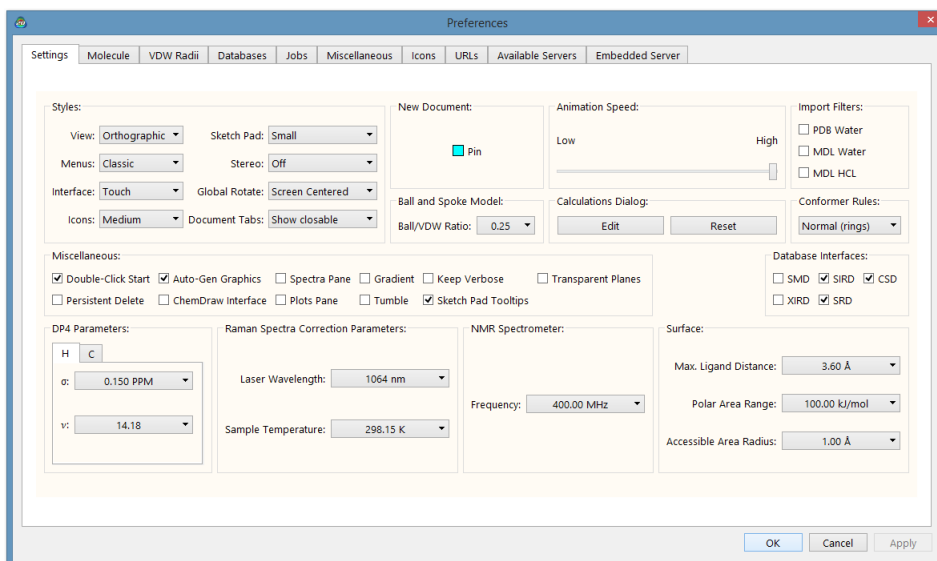 Preferences
Settings Molecule VDW Radii Databases Jobs Miscellaneous Icons URLs Available Servers Embedded Server
Styles:
View: Orthographic Sketch Pad: Small
Menus: Classic Stereo: Off
Interface: Touch Global Rotate: Screen Centered
Icons: Medium Document Tabs: Show closable
New Document:
Pin
Ball and Spoke Model:
Ball/VDW Ratio: 0.25
Animation Speed:
Low High
Calculations Dialog:
Edit Reset
Import Filters:
PDB Water
MDL Water
MDL HCL
Conformer Rules:
Normal (rings)
Miscellaneous:
Double-Click Start Auto-Gen Graphics Spectra Pane Gradient Keep Verbose Transparent Planes
Persistent Delete ChemDraw Interface Plots Pane Tumble Sketch Pad Tooltips
Database Interfaces:
SMD SIRD CSD
XIRD SRD
DP4 Parameters:
H C
σ: 0.150 PPM
ν: 14.18
Raman Spectra Correction Parameters:
Laser Wavelength: 1064 nm
Sample Temperature: 298.15 K
NMR Spectrometer:
Frequency: 400.00 MHz
Surface:
Max. Ligand Distance: 3.60 Å
Polar Area Range: 100.00 kJ/mol
Accessible Area Radius: 1.00 Å
OK Cancel Apply